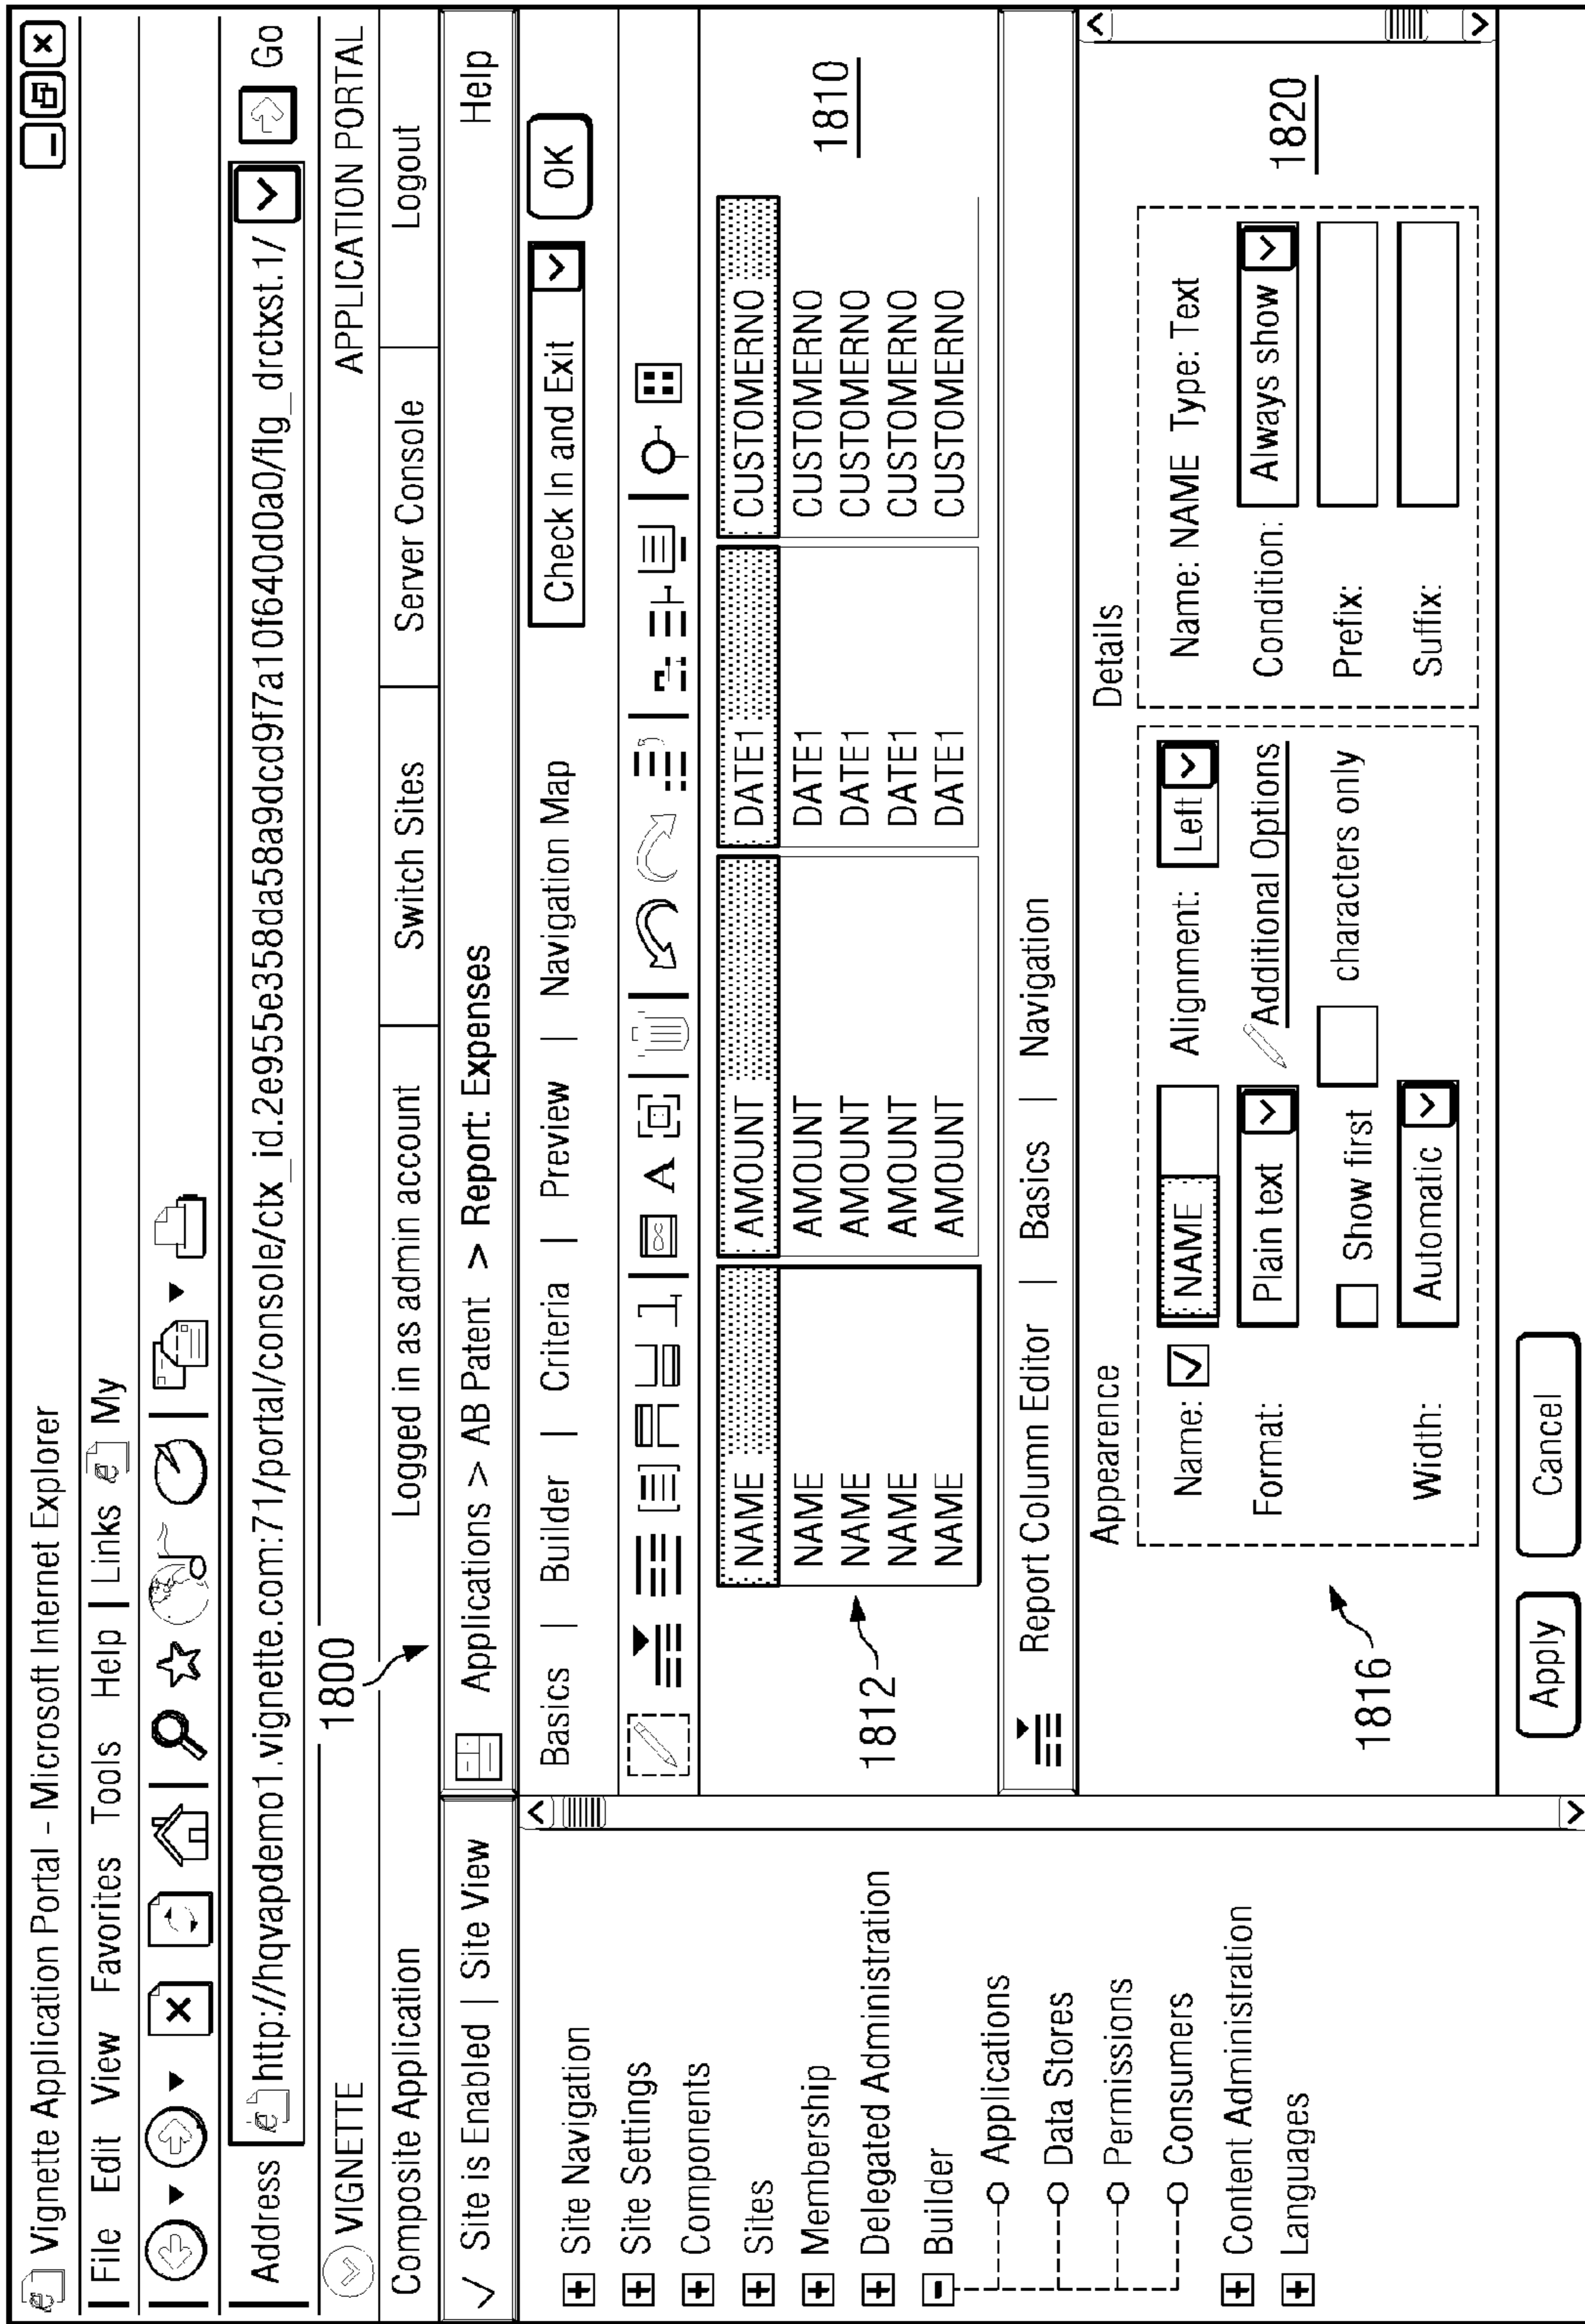 Vignette Application Portal - Microsoft Internet Explorer
File Edit View Favorites Tools Help | Links My
Address http://hqvapdemo1.vignette.com:71/portal/console/ctx_id.2e955e358da58a9dcd9f7a10f640d0a0/flg_drctxst.1/ Go
VIGNETTE 1800 APPLICATION PORTAL
Composite Application Logged in as admin account Switch Sites Server Console Logout
Site is Enabled | Site View Applications > AB Patent > Report: Expenses Help
Basics | Builder | Criteria | Preview | Navigation Map Check In and Exit OK
Site Navigation
Site Settings
Components
Sites
Membership
Delegated Administration
Builder
Applications
Data Stores
Permissions
Consumers
Content Administration
Languages
A
NAME AMOUNT DATE1 CUSTOMERNO
NAME AMOUNT DATE1 CUSTOMERNO
NAME AMOUNT DATE1 CUSTOMERNO
NAME AMOUNT DATE1 CUSTOMERNO
NAME AMOUNT DATE1 CUSTOMERNO
1812 1810
Report Column Editor | Basics | Navigation
Appearence Details
Name: NAME Alignment: Left Name: NAME Type: Text
Format: Plain text Additional Options Condition: Always show
Show first characters only Prefix:
Width: Automatic Suffix:
1816 1820
Apply Cancel